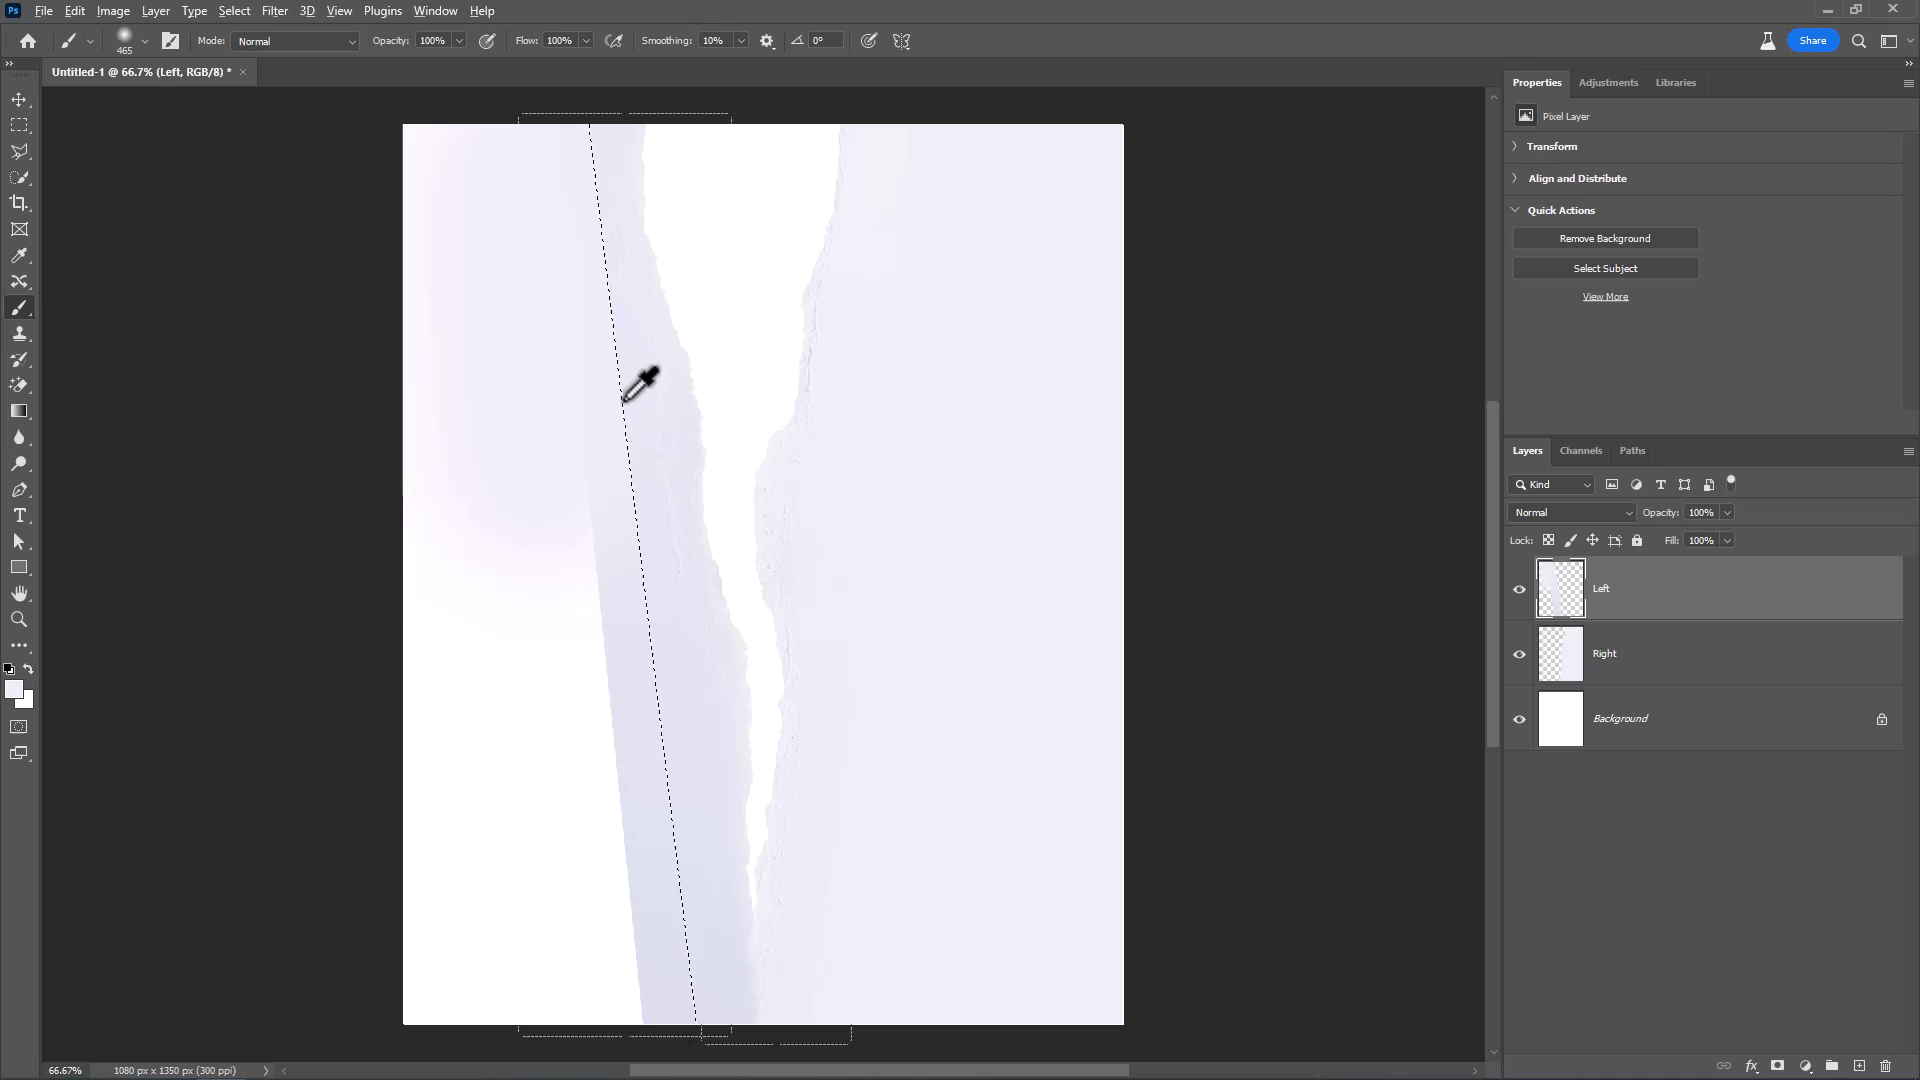 Ps File Edit Image Layer Type Select Filter 3D View Plugins Window Help
465 Mode: Normal Opacity: 100% Flow: 100% Smoothing: 10% 0° Share
Untitled-1 @ 66.7% (Left, RGB/8) *
Properties Adjustments Libraries
Pixel Layer
Transform
Align and Distribute
Quick Actions
Remove Background
Select Subject
View More
Layers Channels Paths
Kind
Normal Opacity: 100%
Lock: Fill: 100%
Left
Right
Background
66.67% 1080 px x 1350 px (300 ppi)